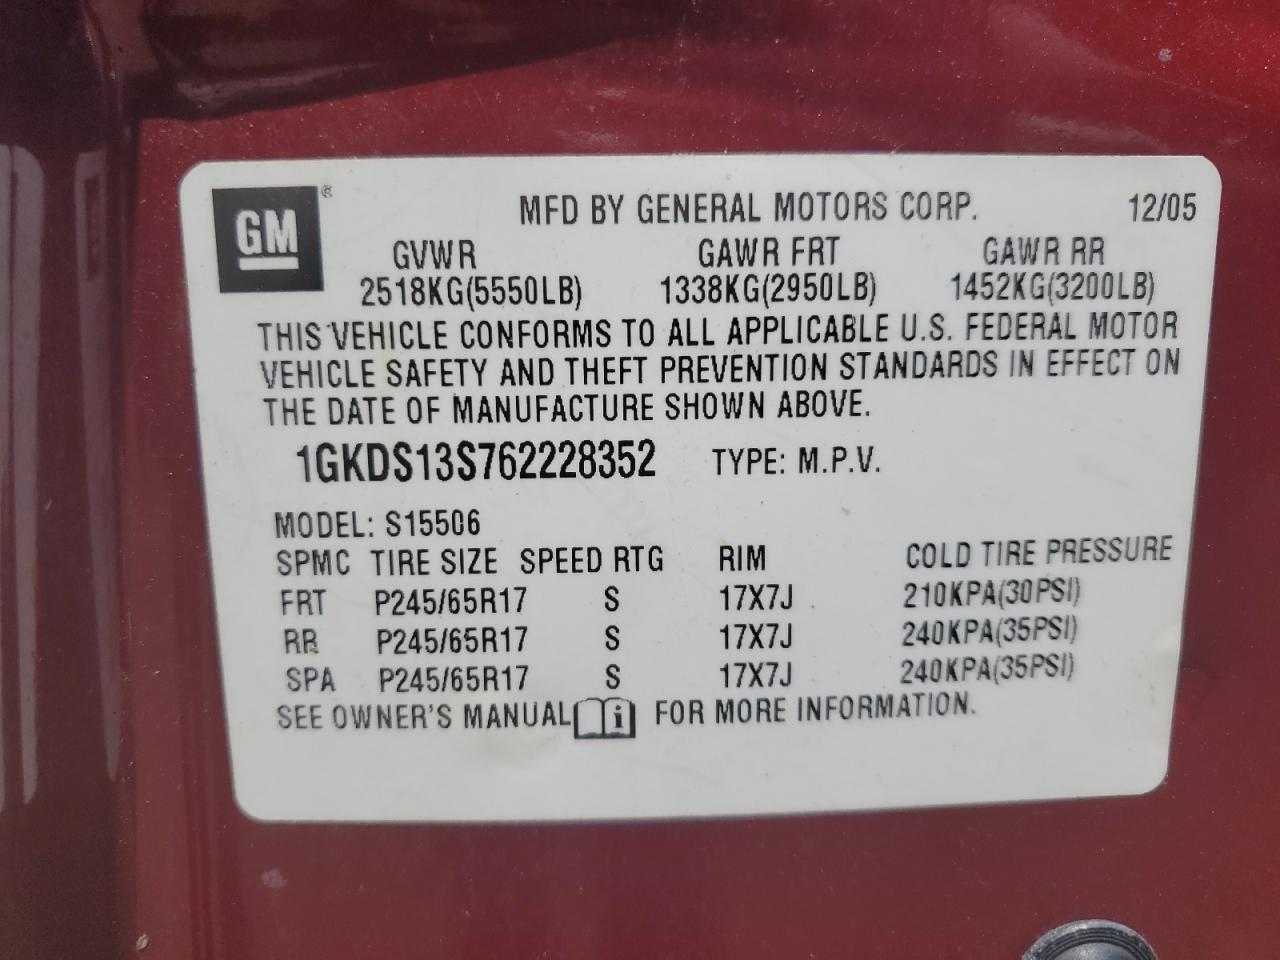 GM ®
MFD BY GENERAL MOTORS CORP. 12/05
GVWR GAWR FRT GAWR RR
2518KG(5550LB) 1338KG(2950LB) 1452KG(3200LB)
THIS VEHICLE CONFORMS TO ALL APPLICABLE U.S. FEDERAL MOTOR
VEHICLE SAFETY AND THEFT PREVENTION STANDARDS IN EFFECT ON
THE DATE OF MANUFACTURE SHOWN ABOVE.
1GKDS13S762228352 TYPE: M.P.V.
MODEL: S15506
SPMC TIRE SIZE SPEED RTG RIM COLD TIRE PRESSURE
FRT P245/65R17 S 17X7J 210KPA(30PSI)
RR P245/65R17 S 17X7J 240KPA(35PSI)
SPA P245/65R17 S 17X7J 240KPA(35PSI)
SEE OWNER'S MANUAL i FOR MORE INFORMATION.